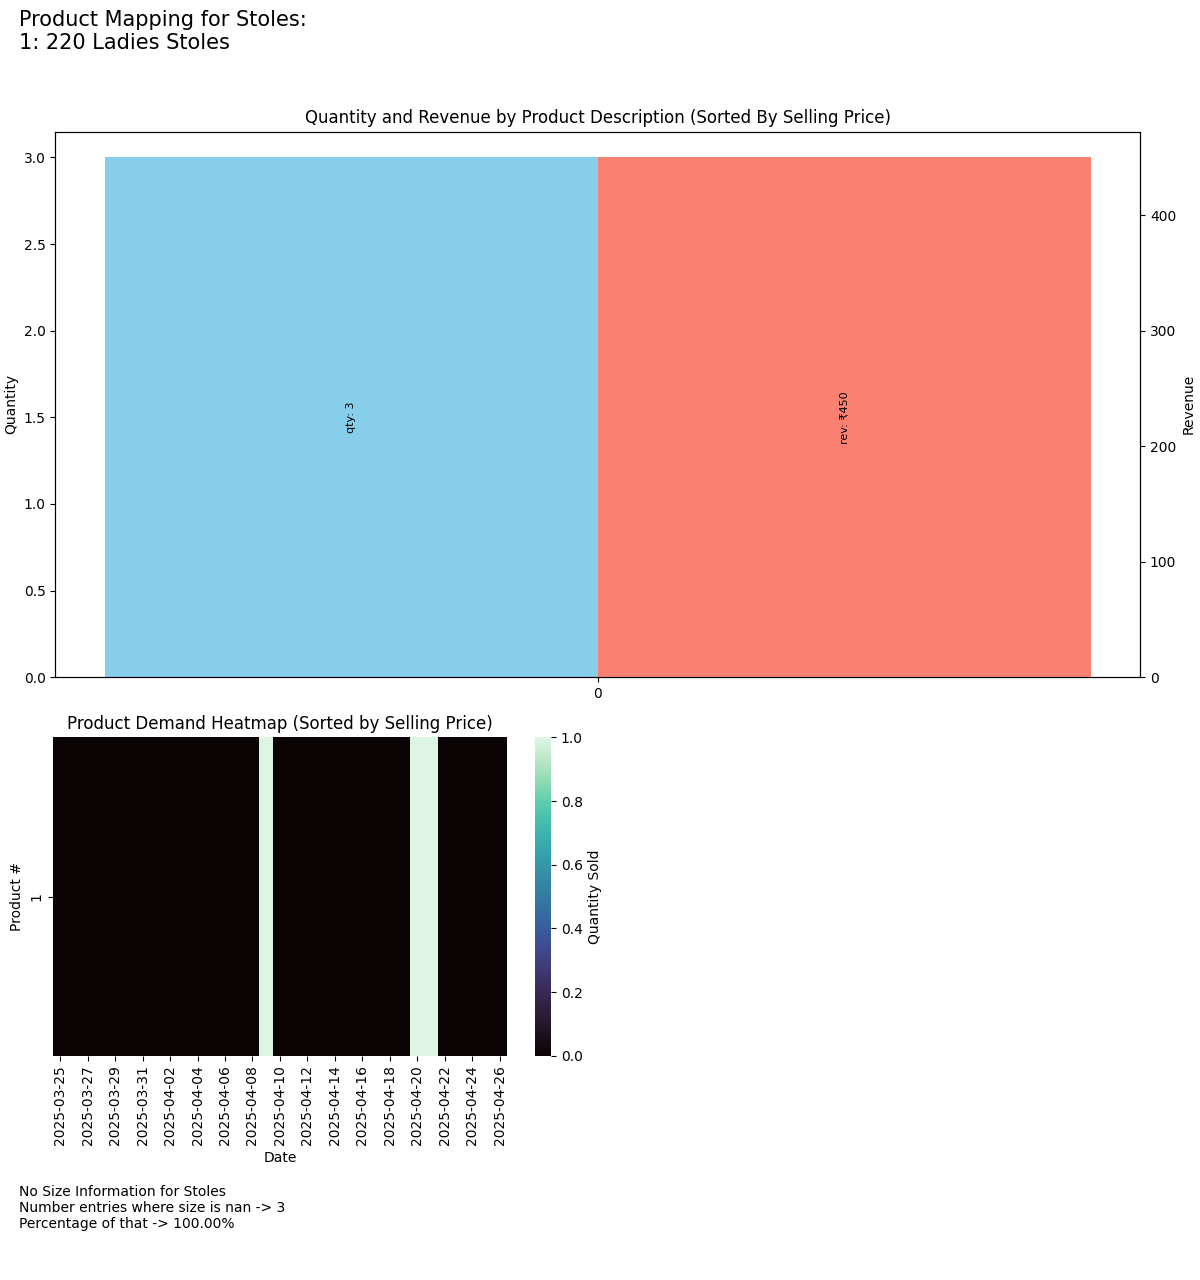 Product Mapping for Stoles:
1: 220 Ladies Stoles
Quantity and Revenue by Product Description (Sorted By Selling Price)
3.0
2.5
2.0
1.5
1.0
0.5
0.0
Quantity
qty: 3
rev: ₹450
400
300
200
100
0
Revenue
0
Product Demand Heatmap (Sorted by Selling Price)
Product #
1
2025-03-25
2025-03-27
2025-03-29
2025-03-31
2025-04-02
2025-04-04
2025-04-06
2025-04-08
2025-04-10
2025-04-12
2025-04-14
2025-04-16
2025-04-18
2025-04-20
2025-04-22
2025-04-24
2025-04-26
Date
1.0
0.8
0.6
0.4
0.2
0.0
Quantity Sold
No Size Information for Stoles
Number entries where size is nan -> 3
Percentage of that -> 100.00%